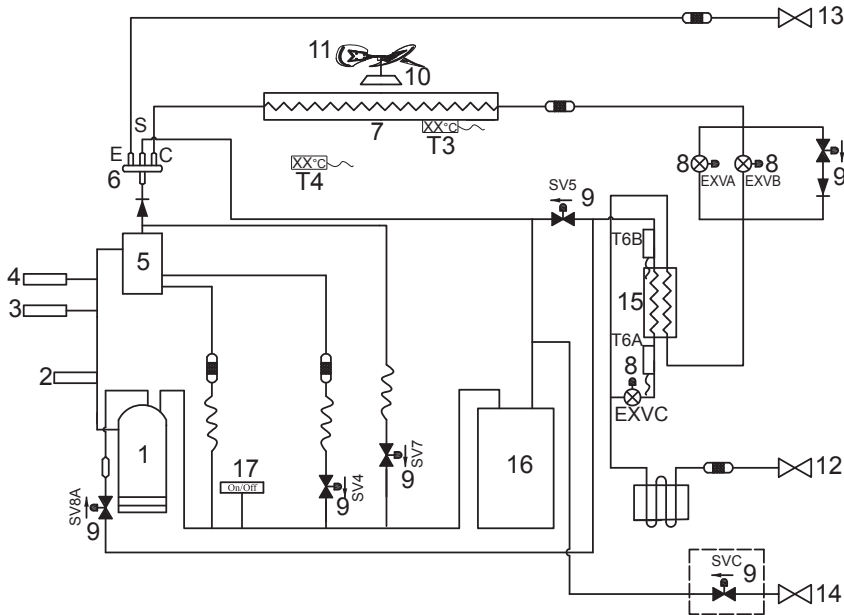 13
11
10
S
E
C
7
XX°C
T3
6
XX°C
T4
8
EXVA
8
EXVB
9
SV5
9
T6B
5
4
3
15
T6A
2
8
EXVC
1
16
17
On/Off
SV7
9
SV4
9
SV8A
9
12
SVC
9
14